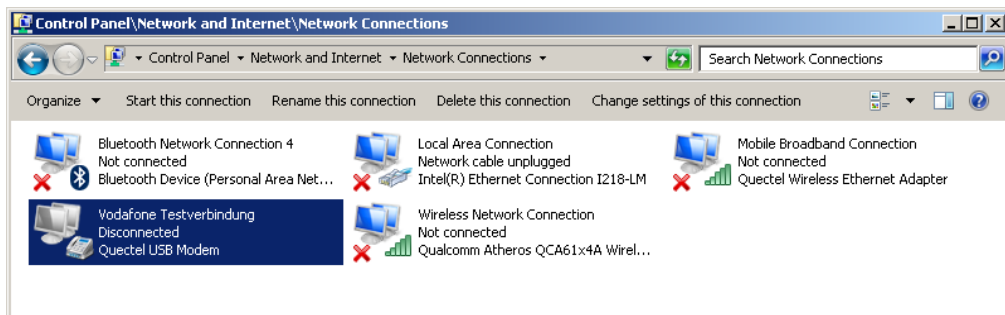 Control Panel\Network and Internet\Network Connections
Control Panel Network and Internet Network Connections Search Network Connections
Organize Start this connection Rename this connection Delete this connection Change settings of this connection
Bluetooth Network Connection 4
Not connected
Bluetooth Device (Personal Area Net...
Local Area Connection
Network cable unplugged
Intel(R) Ethernet Connection I218-LM
Mobile Broadband Connection
Not connected
Quectel Wireless Ethernet Adapter
Vodafone Testverbindung
Disconnected
Quectel USB Modem
Wireless Network Connection
Not connected
Qualcomm Atheros QCA61x4A Wirel...